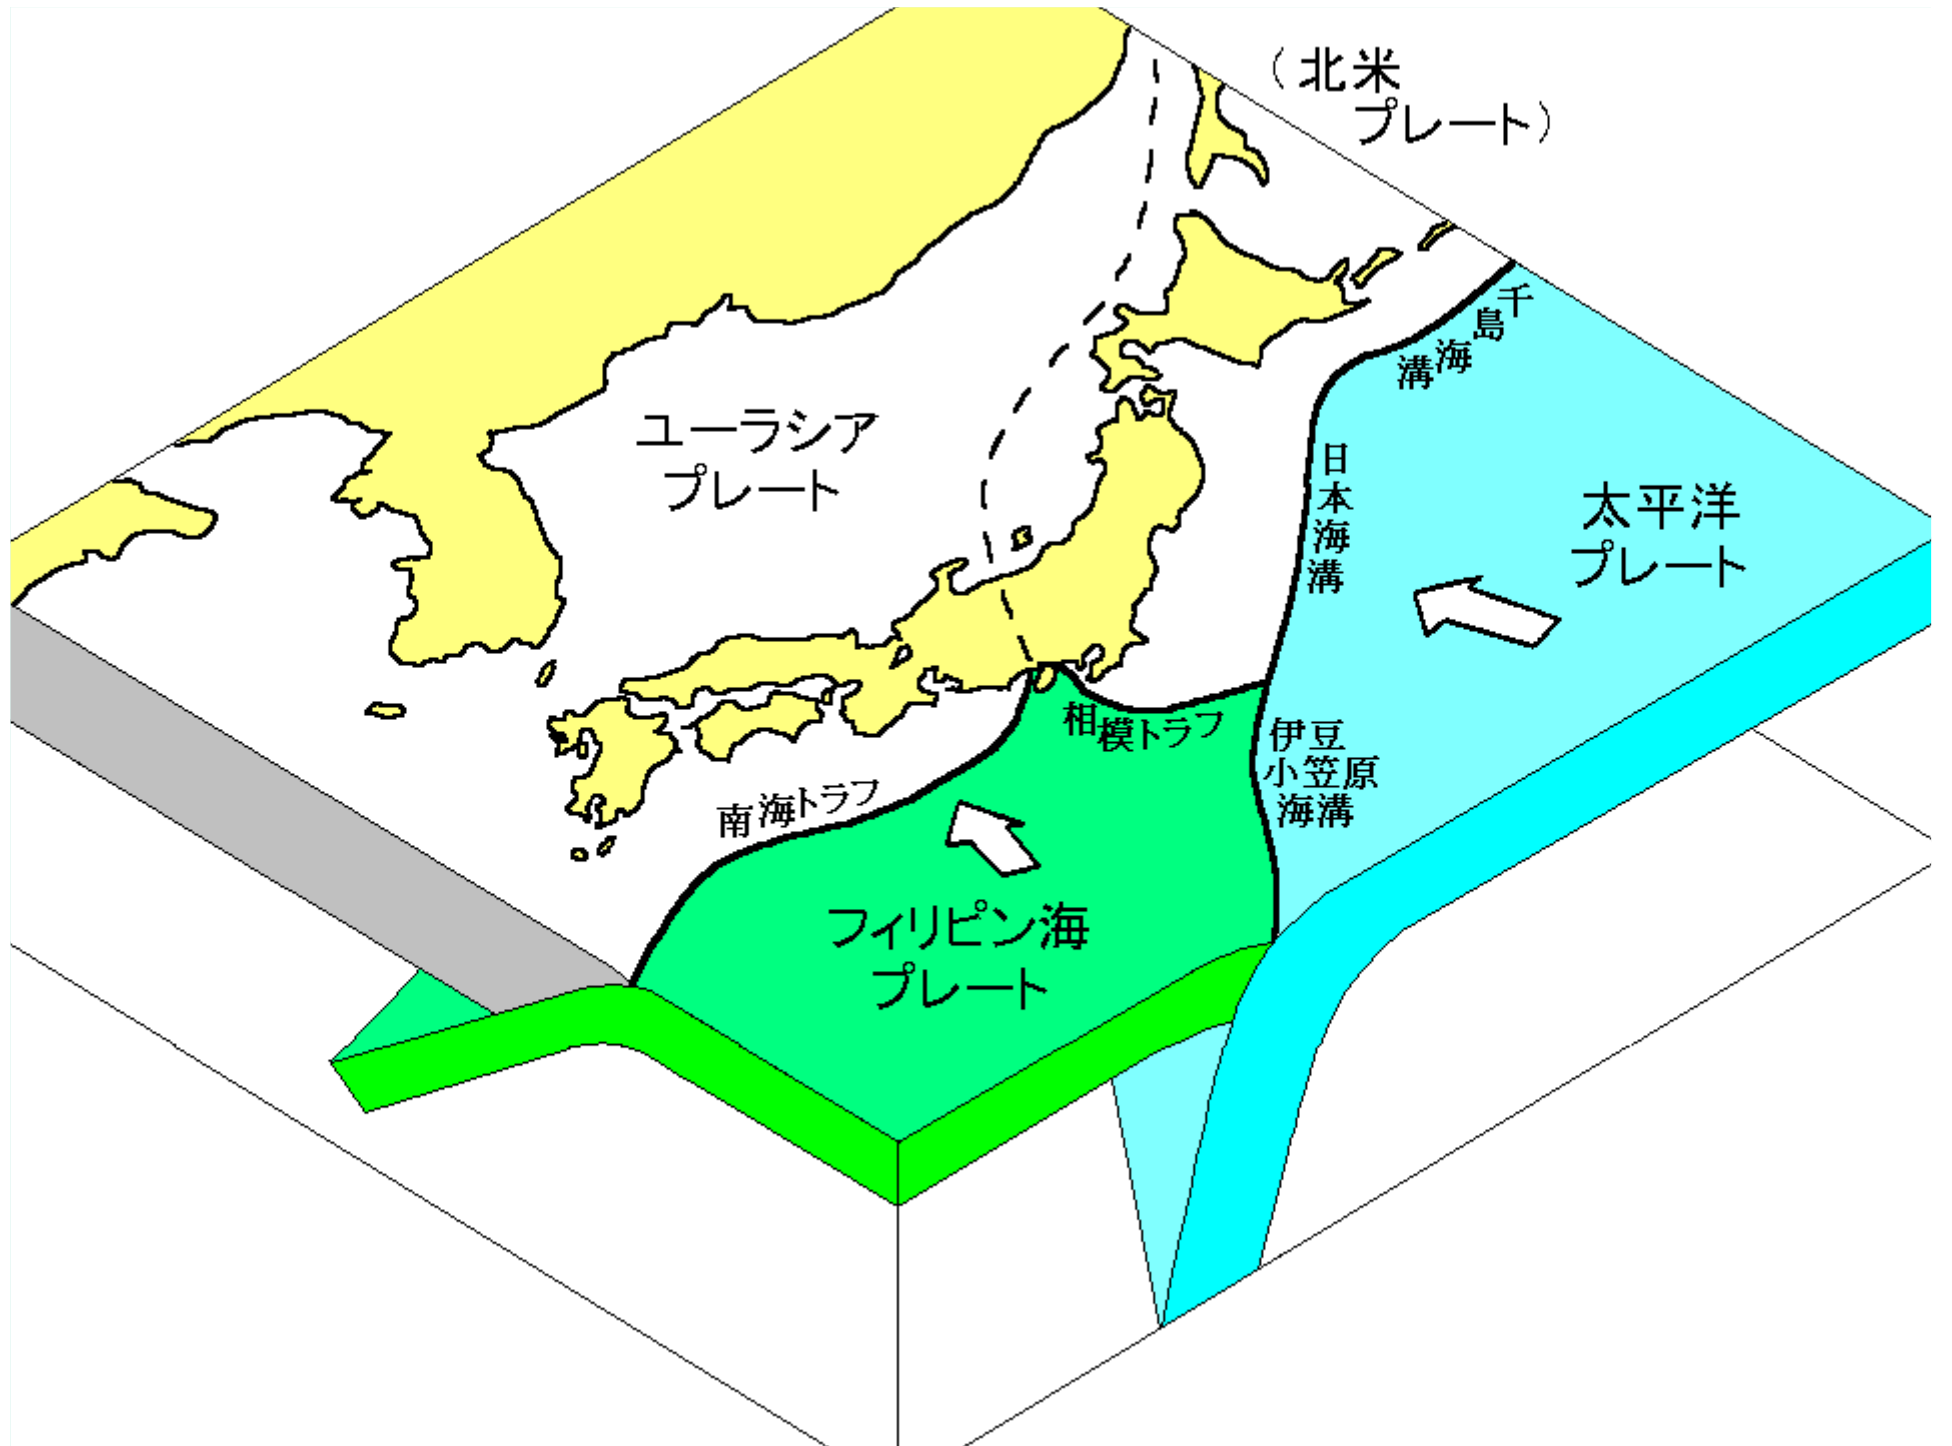 （北米
プレート）
千島海溝
ユーラシア
プレート
日本海溝
太平洋
プレート
相模トラフ
伊豆
小笠原
海溝
南海トラフ
フィリピン海
プレート